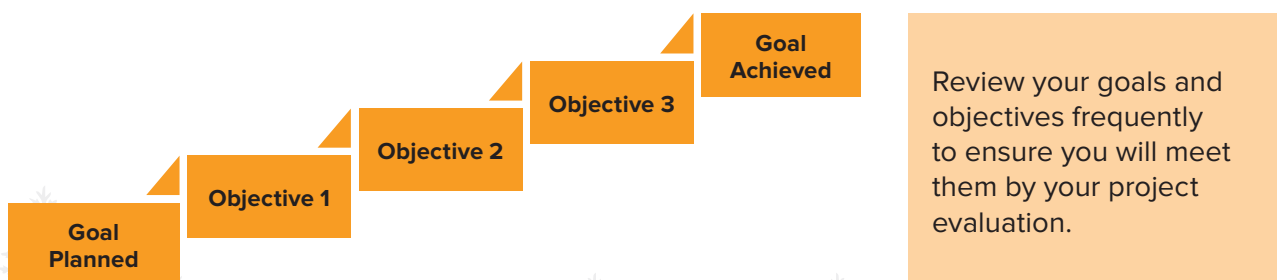 Goal
Planned
Objective 1
Objective 2
Objective 3
Goal
Achieved
Review your goals and
objectives frequently
to ensure you will meet
them by your project
evaluation.